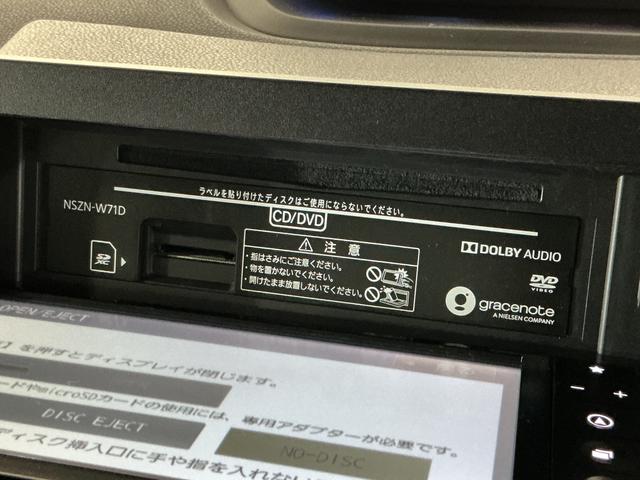 ラベルを貼り付けたディスクはご使用にならないでください。
NSZN-W71D
CD/DVD
DOLBY AUDIO
SD
XC
注意
・指はさみにご注意ください。
・物を置かないでください。
・開けたまま放置しないでください。
DVD
VIDEO
gracenote
A NIELSEN COMPANY
OPEN/EJECT
】を押すとディスプレイが閉じます。
ードやmicroSDカードの使用には、専用アダプターが必要です。
DISC EJECT
NO-DISC
ディスク挿入口に手や指を入れない